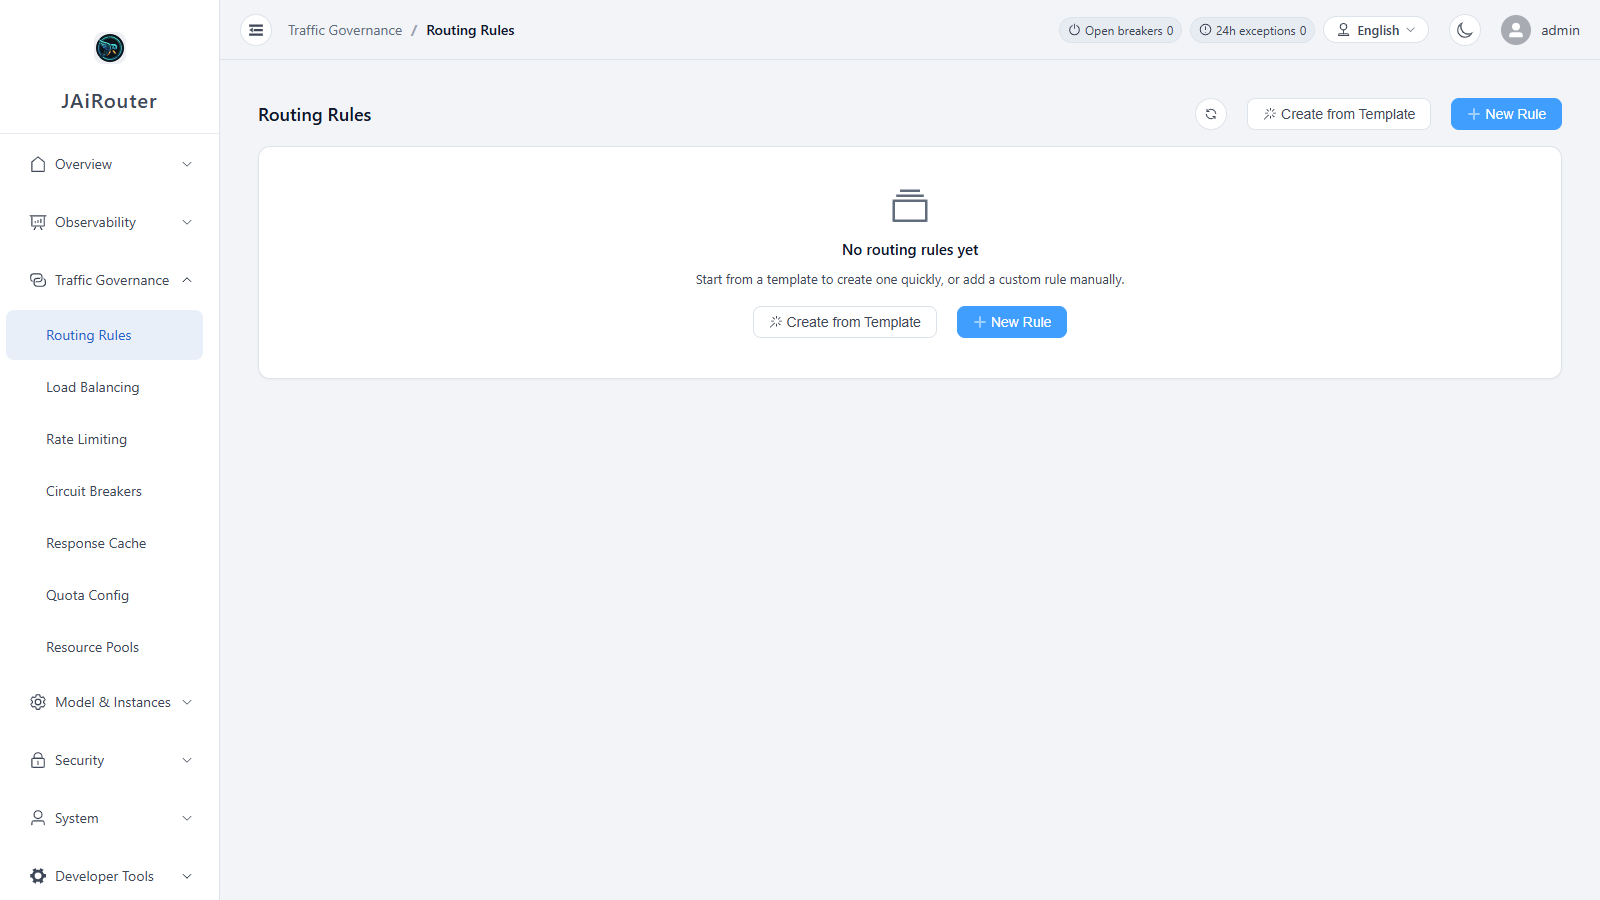 JAiRouter
Overview
Observability
Traffic Governance
Routing Rules
Load Balancing
Rate Limiting
Circuit Breakers
Response Cache
Quota Config
Resource Pools
Model & Instances
Security
System
Developer Tools
Traffic Governance / Routing Rules
Open breakers 0
24h exceptions 0
English
admin
Routing Rules
Create from Template
New Rule
No routing rules yet
Start from a template to create one quickly, or add a custom rule manually.
Create from Template
New Rule